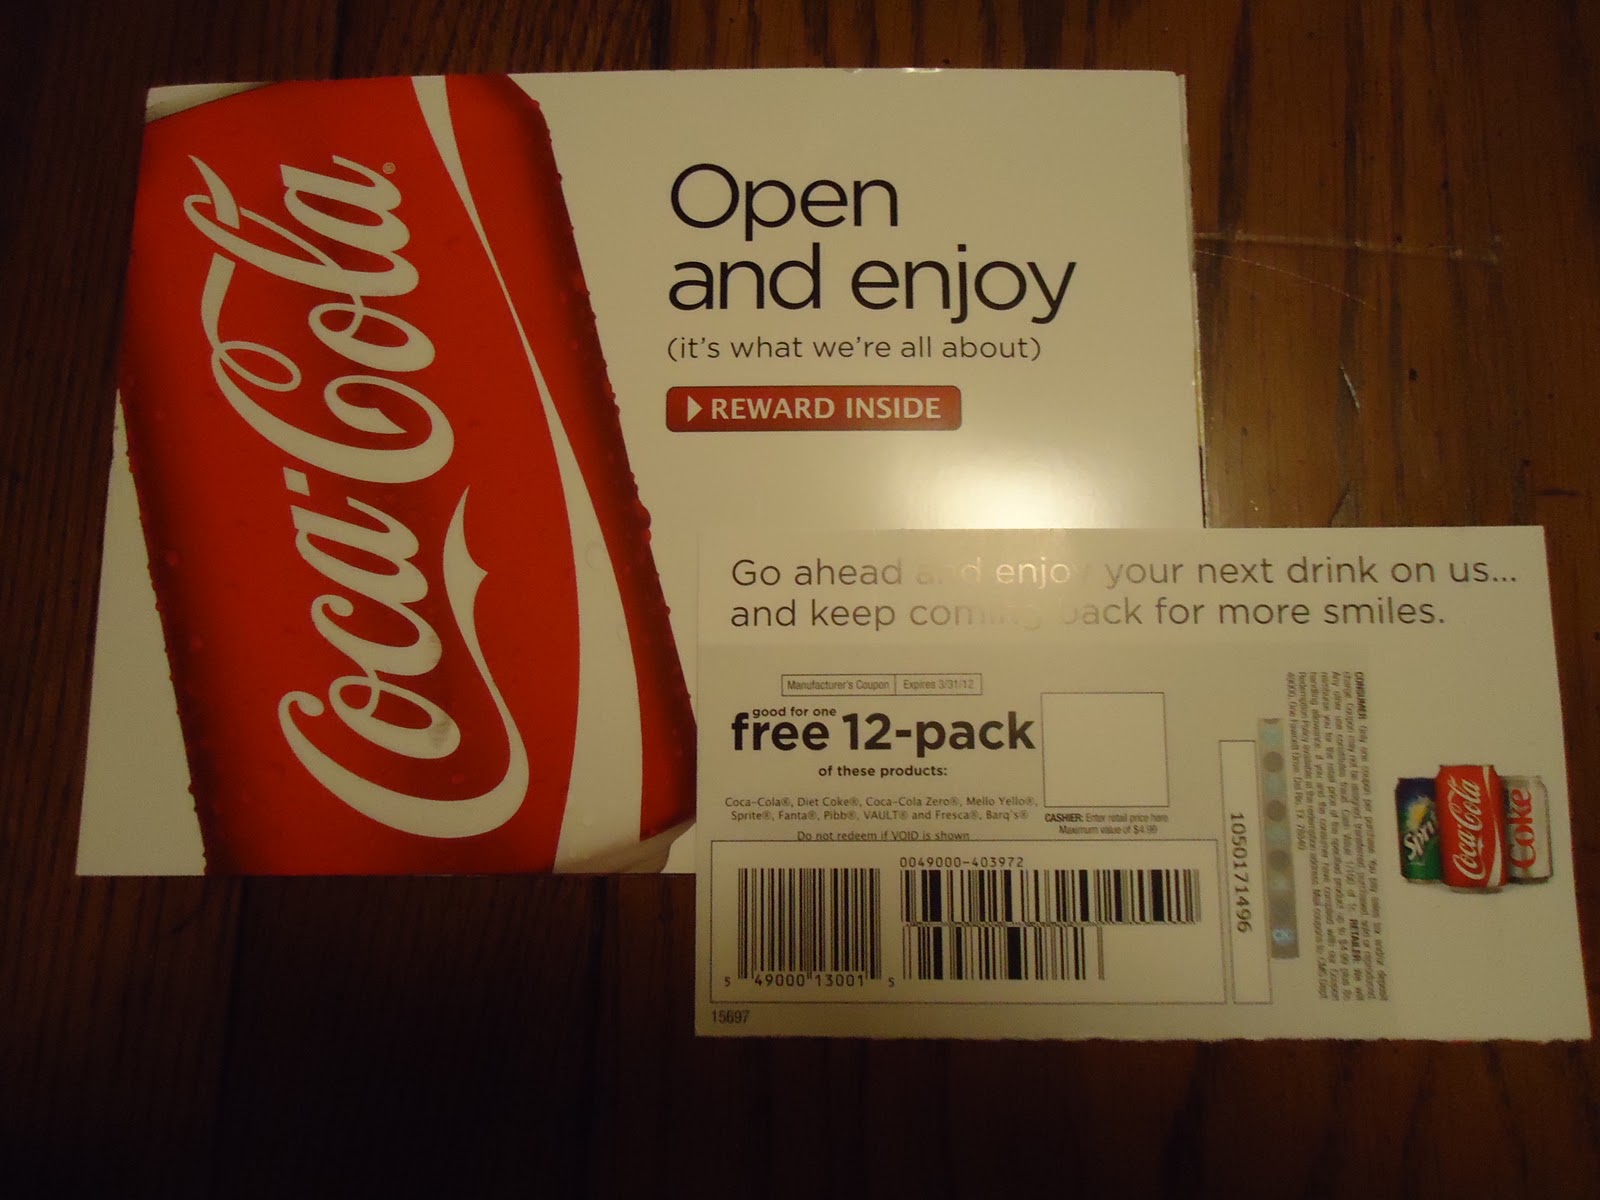 Coca-Cola®
Open
and enjoy
(it's what we're all about)
REWARD INSIDE
Go ahead and enjoy your next drink on us...
and keep coming back for more smiles.
Manufacturer's Coupon Expires 3/31/12
good for one
free 12-pack
of these products:
Coca-Cola®, Diet Coke®, Coca-Cola Zero®, Mello Yello®,
Sprite®, Fanta®, Pibb®, VAULT® and Fresca®, Barq's®
Do not redeem if VOID is shown
CASHIER: Enter retail price here
Maximum value of $4.99
0049000-403972
5 49000 13001 5
15697
1050171496
CONSUMER:
RETAILER:
Sprite
Coca-Cola
Coke